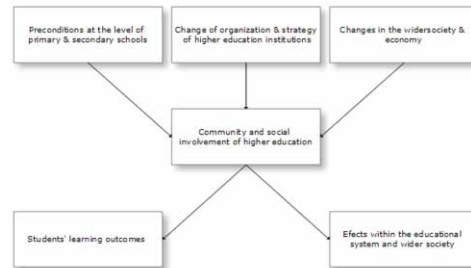 Preconditions at the level of
primary & secondary schools
Change of organization & strategy
of higher education institutions
Changes in the widersociety &
economy
Community and social
involvement of higher education
Students' learning outcomes
Efects within the educational
system and wider society